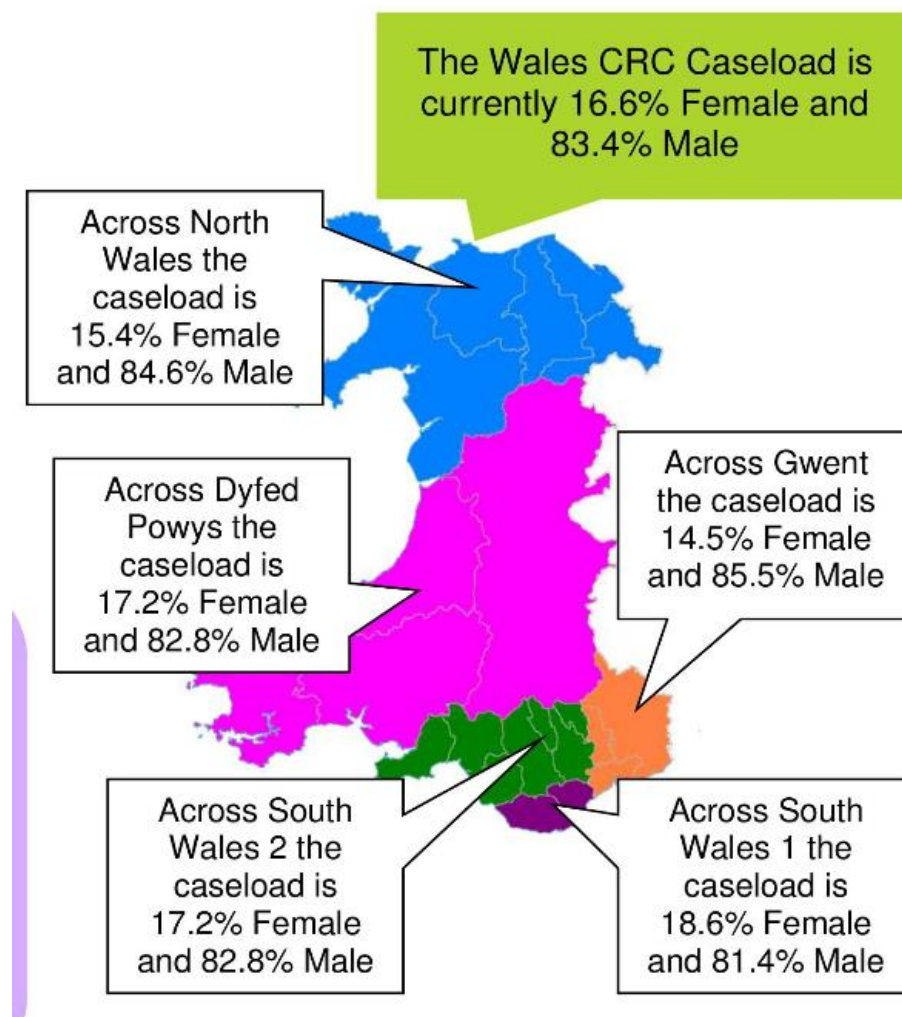 The Wales CRC Caseload is
currently 16.6% Female and
83.4% Male
Across North
Wales the
caseload is
15.4% Female
and 84.6% Male
Across Dyfed
Powys the
caseload is
17.2% Female
and 82.8% Male
Across Gwent
the caseload is
14.5% Female
and 85.5% Male
Across South
Wales 2 the
caseload is
17.2% Female
and 82.8% Male
Across South
Wales 1 the
caseload is
18.6% Female
and 81.4% Male